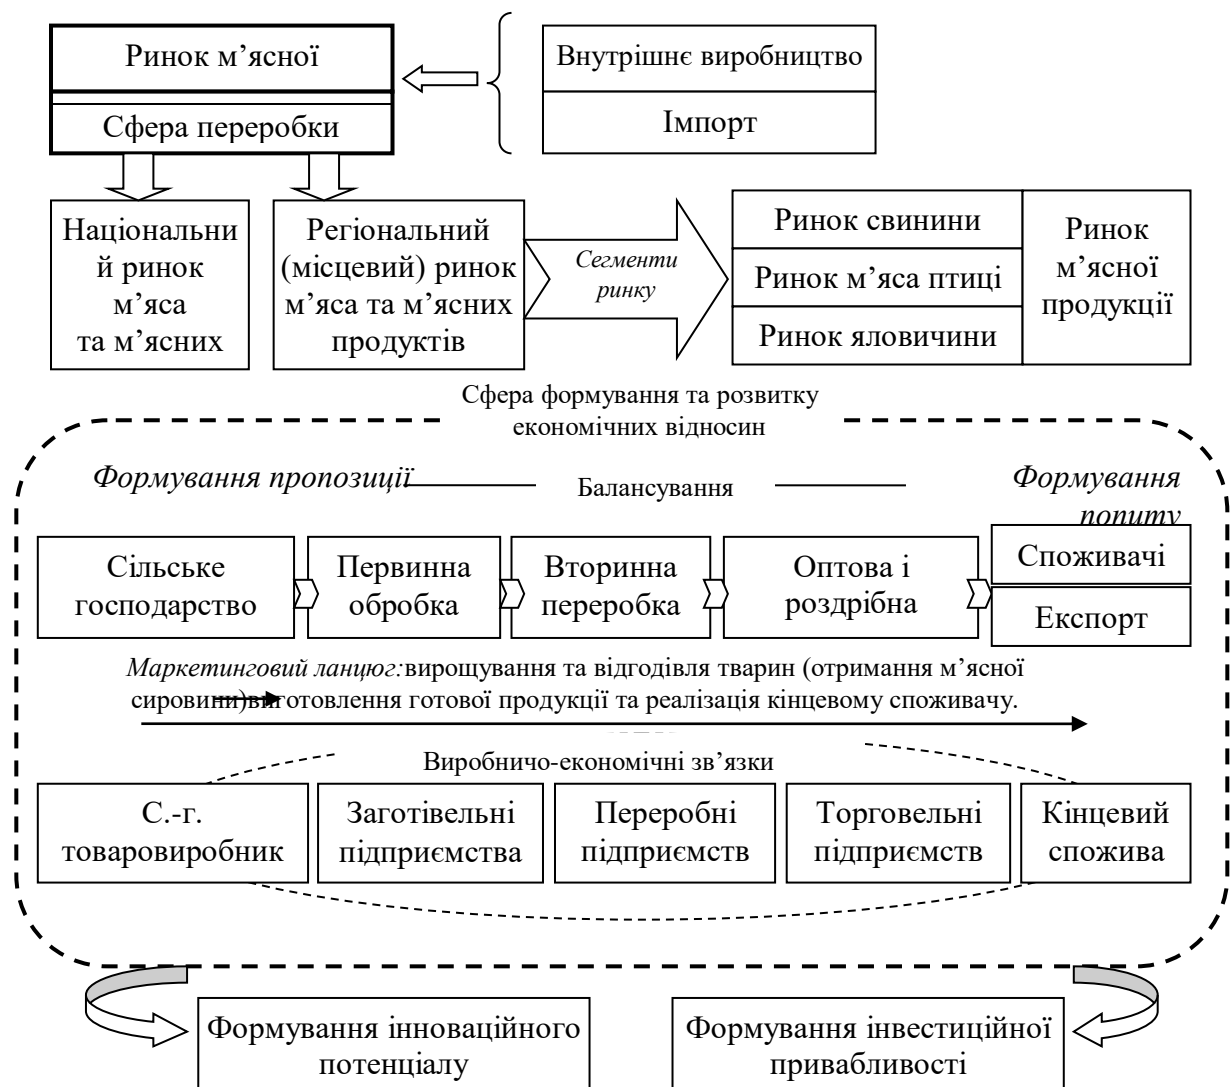 Ринок м’ясної
Сфера переробки
Внутрішнє виробництво
Імпорт
Національни
й ринок
м’яса
та м’ясних
Регіональний
(місцевий) ринок
м’яса та м’ясних
продуктів
Сегменти
ринку
Ринок свинини
Ринок м’яса птиці
Ринок яловичини
Ринок
м’ясної
продукції
Сфера формування та розвитку
економічних відносин
Формування пропозиції
Балансування
Формування
попиту
Сільське
господарство
Первинна
обробка
Вторинна
переробка
Оптова і
роздрібна
Споживачі
Експорт
Маркетинговий ланцюг:вирощування та відгодівля тварин (отримання м’ясної
сировини)виготовлення готової продукції та реалізація кінцевому споживачу.
Виробничо-економічні зв’язки
С.-г.
товаровиробник
Заготівельні
підприємства
Переробні
підприємств
Торговельні
підприємств
Кінцевий
спожива
Формування інноваційного
потенціалу
Формування інвестиційної
привабливості